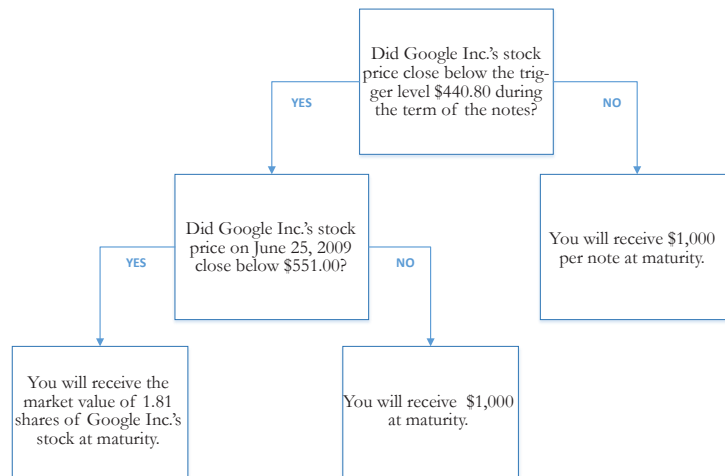 Did Google Inc.'s stock
price close below the trig-
ger level $440.80 during
the term of the notes?
YES
NO
Did Google Inc.'s stock
price on June 25, 2009
close below $551.00?
You will receive $1,000
per note at maturity.
YES
NO
You will receive the
market value of 1.81
shares of Google Inc.'s
stock at maturity.
You will receive $1,000
at maturity.